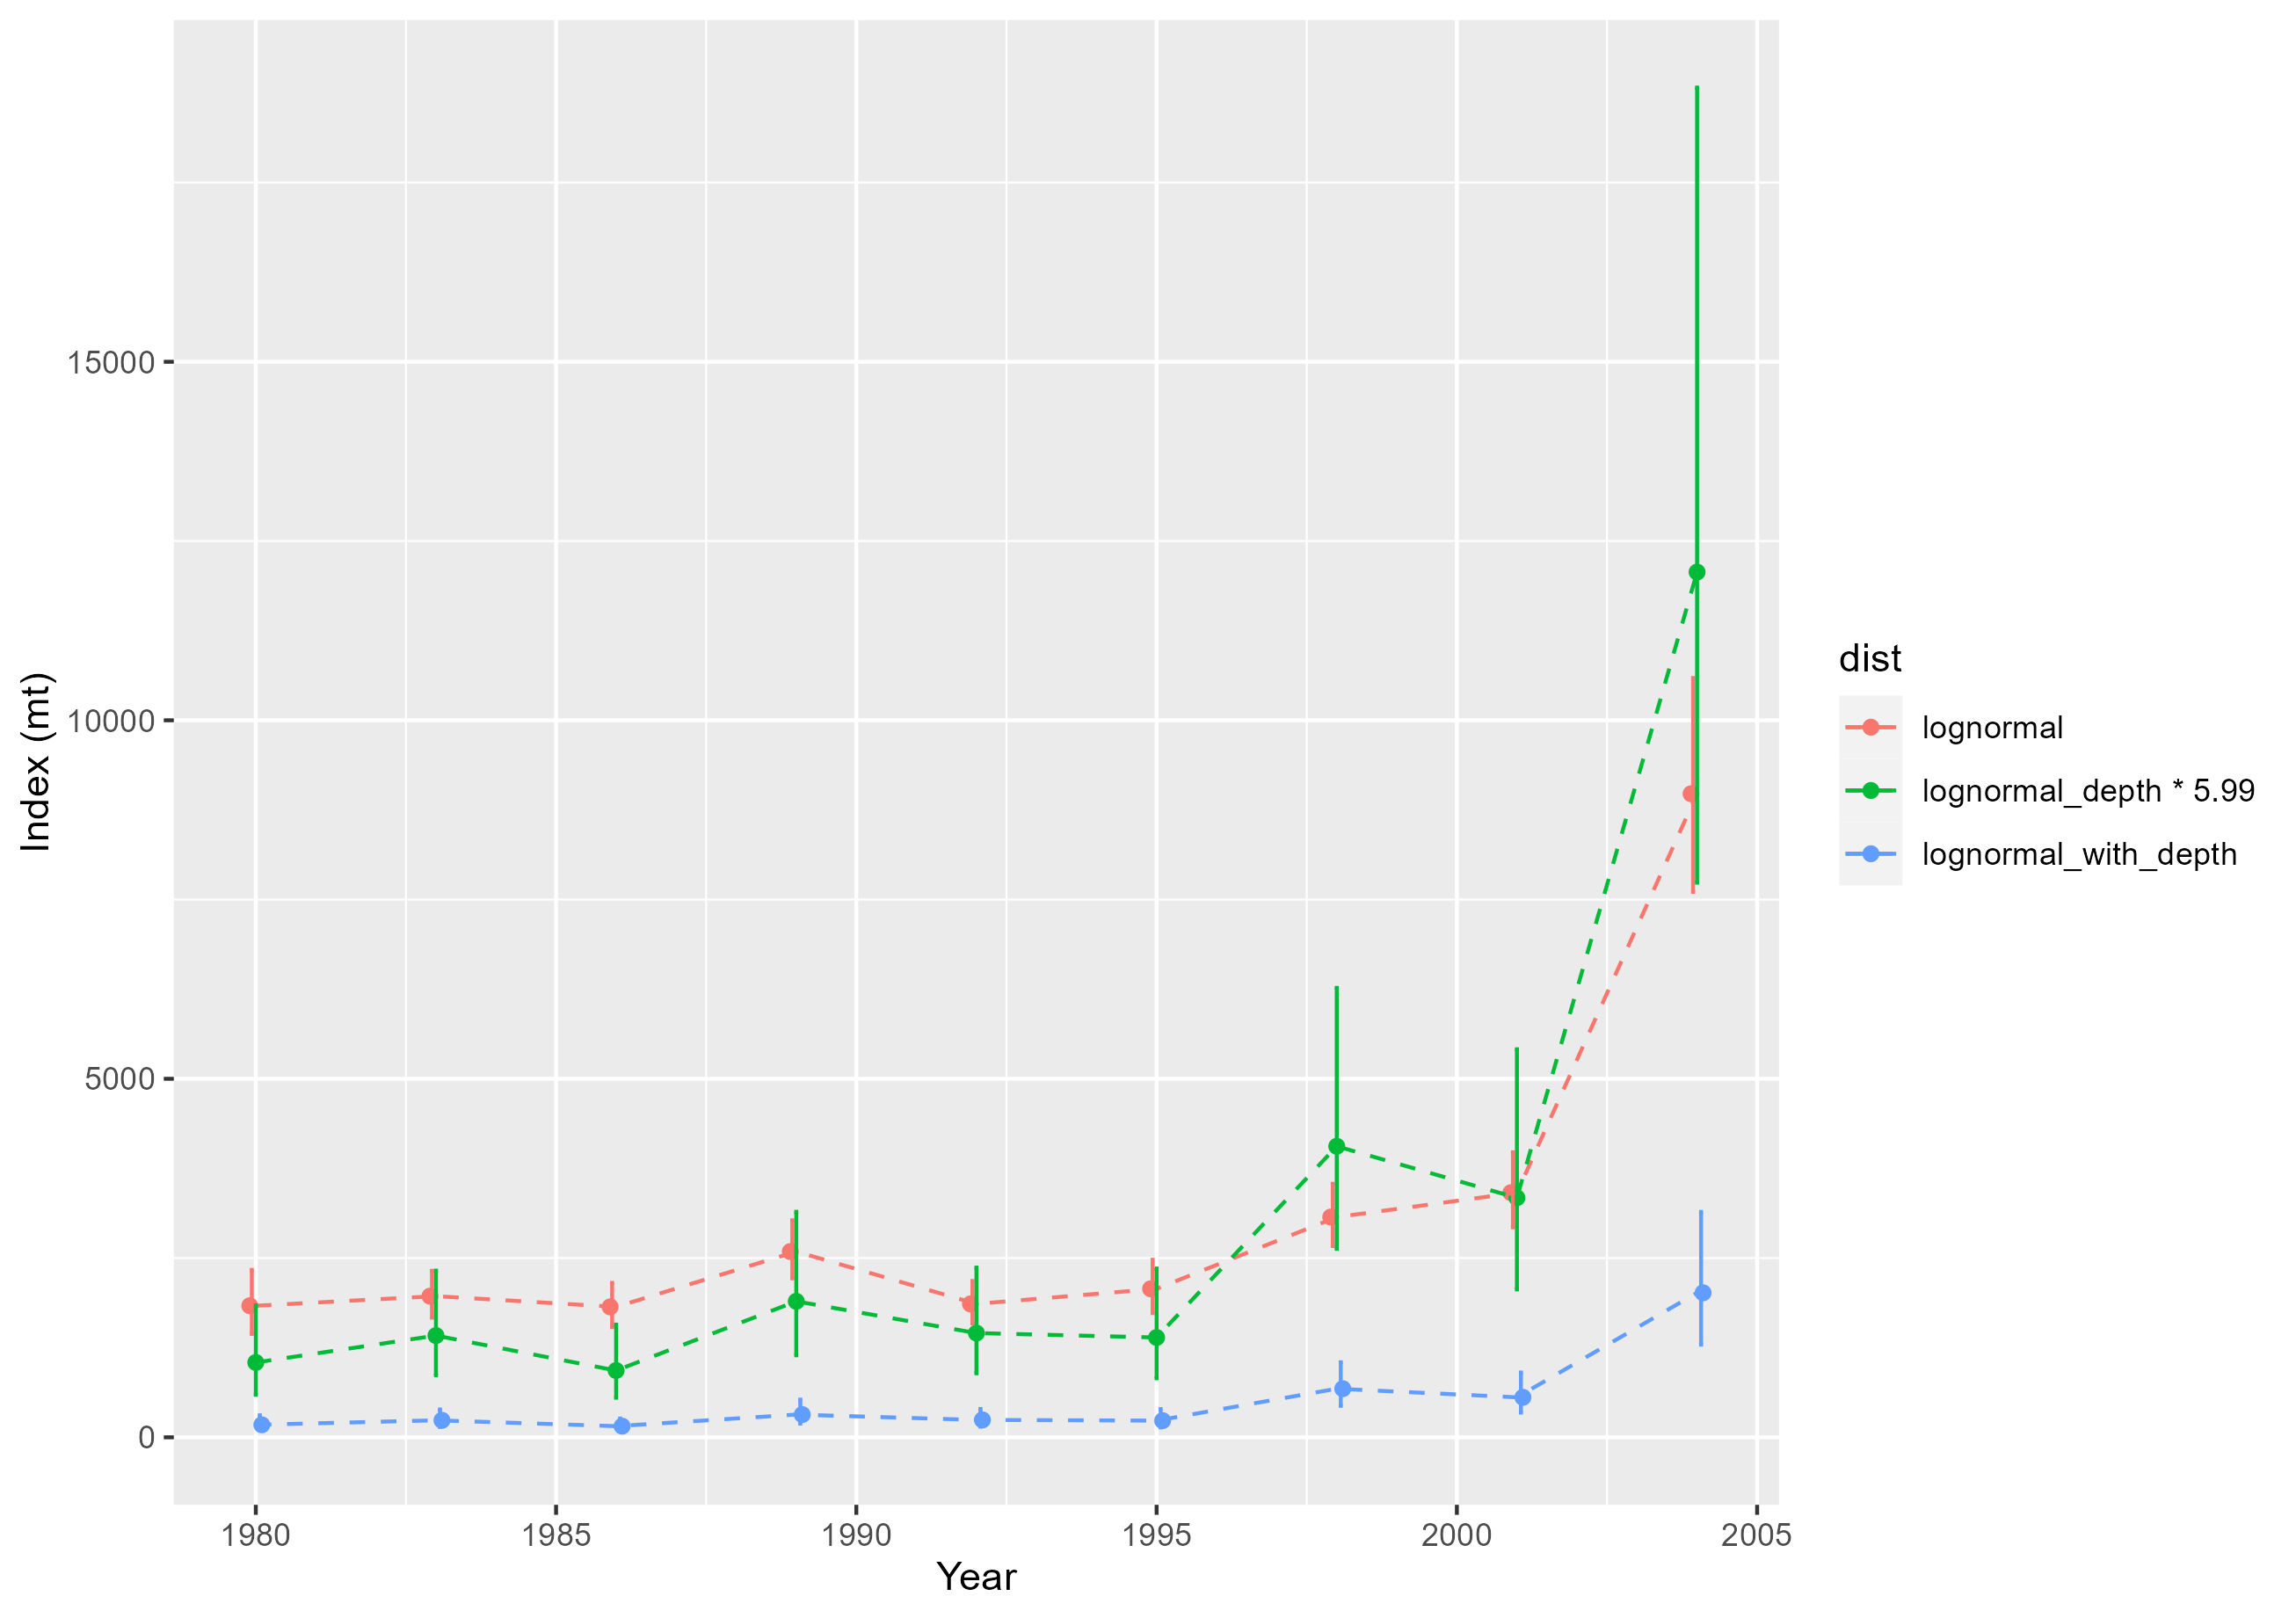 Index (mt)
15000
10000
5000
0
1980
1985
1990
1995
2000
2005
Year
dist
lognormal
lognormal_depth * 5.99
lognormal_with_depth